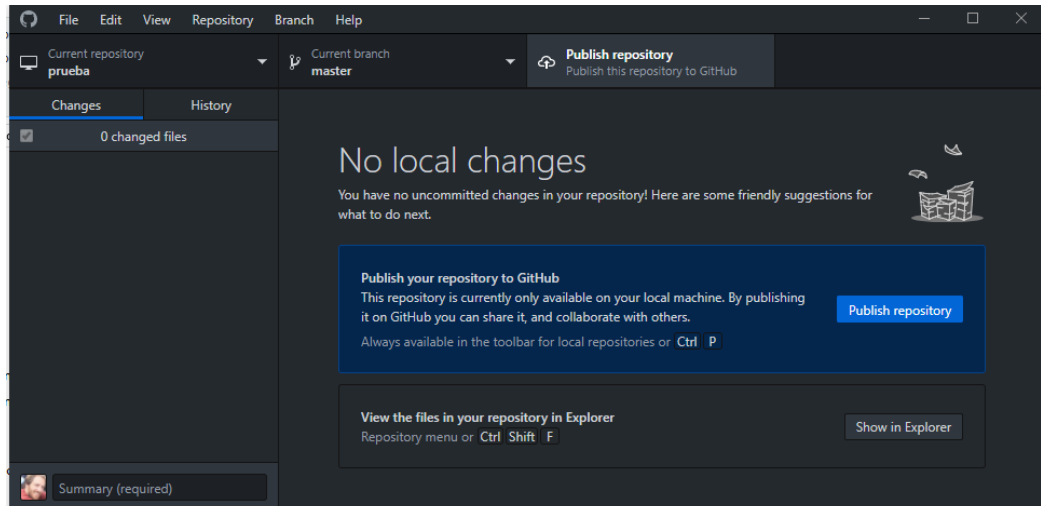 File Edit View Repository Branch Help
Current repository
prueba
Current branch
master
Publish repository
Publish this repository to GitHub
Changes History
0 changed files
No local changes
You have no uncommitted changes in your repository! Here are some friendly suggestions for
what to do next.
Publish your repository to GitHub
This repository is currently only available on your local machine. By publishing
it on GitHub you can share it, and collaborate with others.
Always available in the toolbar for local repositories or Ctrl P
Publish repository
View the files in your repository in Explorer
Repository menu or Ctrl Shift F
Show in Explorer
Summary (required)